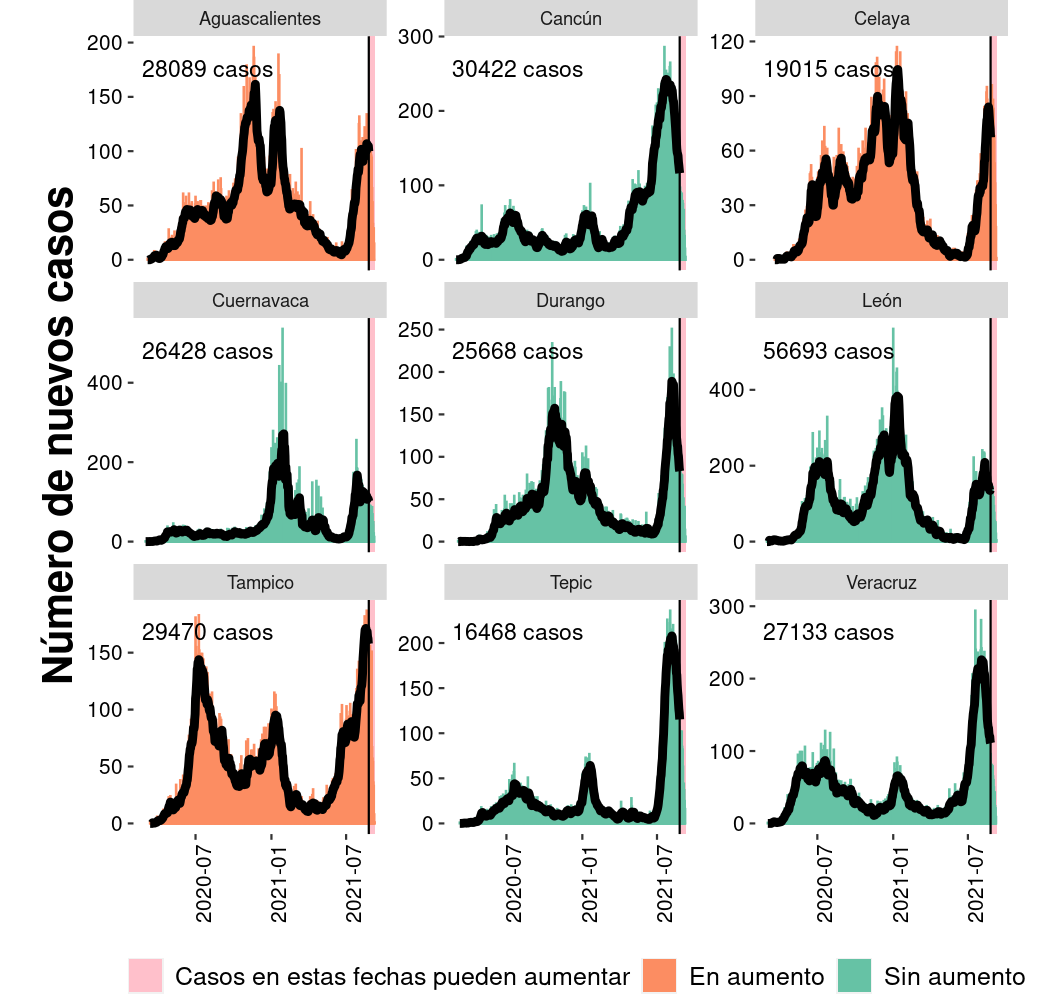 Número de nuevos casos
Aguascalientes
Cancún
Celaya
200
150
100
50
0
28089 casos
300
200
100
0
30422 casos
120
90
60
30
0
19015 casos
Cuernavaca
Durango
León
400
200
0
26428 casos
250
200
150
100
50
0
25668 casos
400
200
0
56693 casos
Tampico
Tepic
Veracruz
150
100
50
0
29470 casos
200
150
100
50
0
16468 casos
300
200
100
0
27133 casos
2020-07
2021-01
2021-07
2020-07
2021-01
2021-07
2020-07
2021-01
2021-07
Casos en estas fechas pueden aumentar
En aumento
Sin aumento